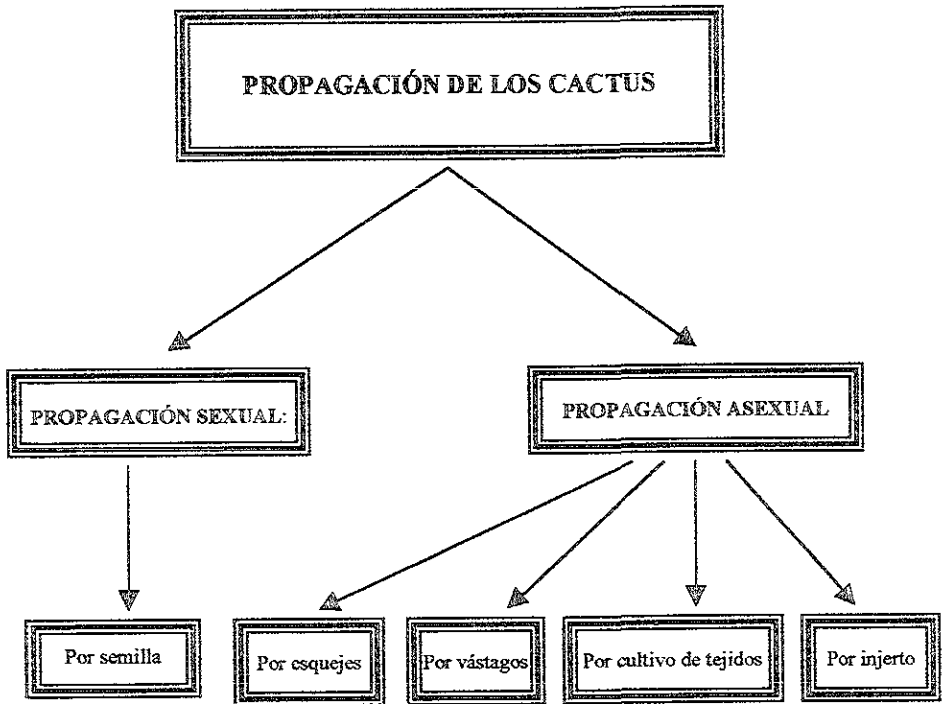 PROPAGACIÓN DE LOS CACTUS
PROPAGACIÓN SEXUAL:
PROPAGACIÓN ASEXUAL
Por semilla
Por esquejes
Por vástagos
Por cultivo de tejidos
Por injerto